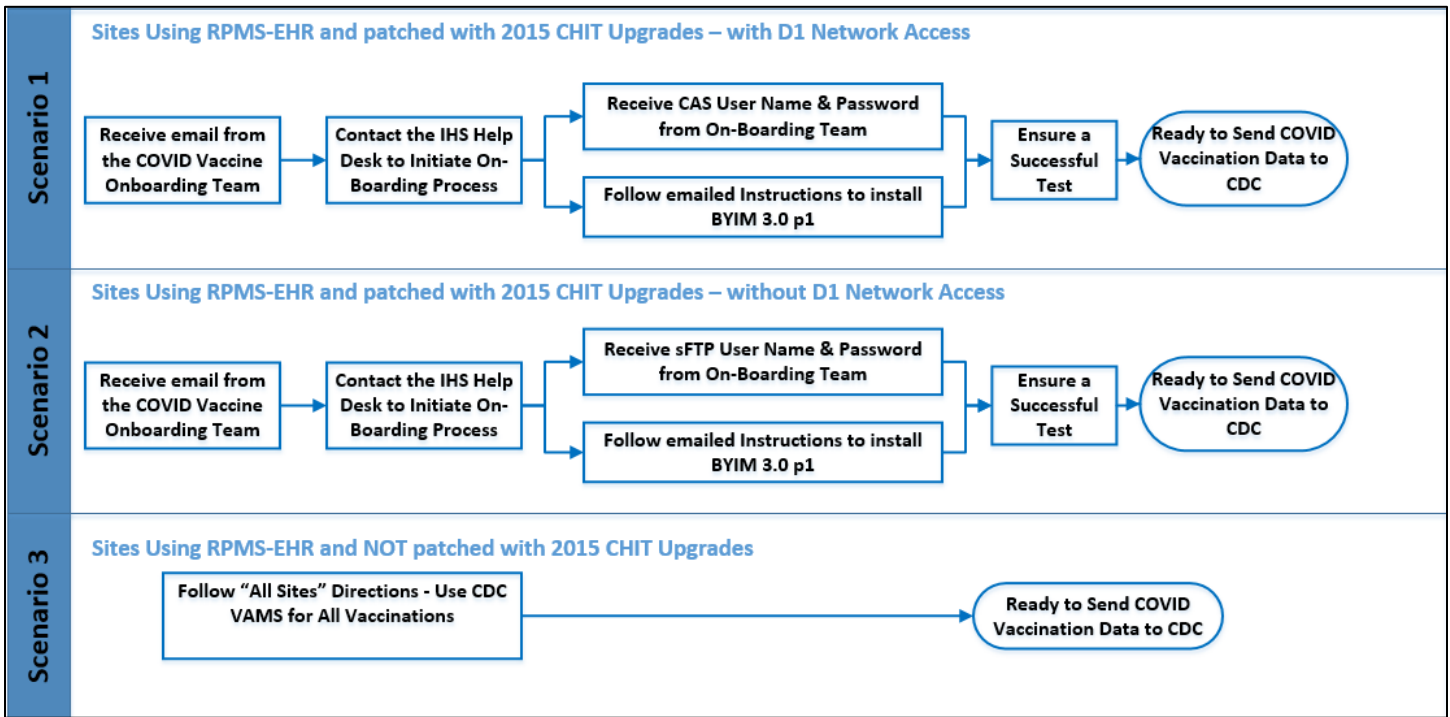 Scenario 1
Sites Using RPMS-EHR and patched with 2015 CHIT Upgrades – with D1 Network Access
Receive email from
the COVID Vaccine
Onboarding Team
Contact the IHS Help
Desk to Initiate On-
Boarding Process
Receive CAS User Name & Password
from On-Boarding Team
Follow emailed Instructions to install
BYIM 3.0 p1
Ensure a
Successful
Test
Ready to Send COVID
Vaccination Data to
CDC
Scenario 2
Sites Using RPMS-EHR and patched with 2015 CHIT Upgrades – without D1 Network Access
Receive email from
the COVID Vaccine
Onboarding Team
Contact the IHS Help
Desk to Initiate On-
Boarding Process
Receive sFTP User Name & Password
from On-Boarding Team
Follow emailed Instructions to install
BYIM 3.0 p1
Ensure a
Successful
Test
Ready to Send COVID
Vaccination Data to
CDC
Scenario 3
Sites Using RPMS-EHR and NOT patched with 2015 CHIT Upgrades
Follow “All Sites” Directions - Use CDC
VAMS for All Vaccinations
Ready to Send COVID
Vaccination Data to CDC